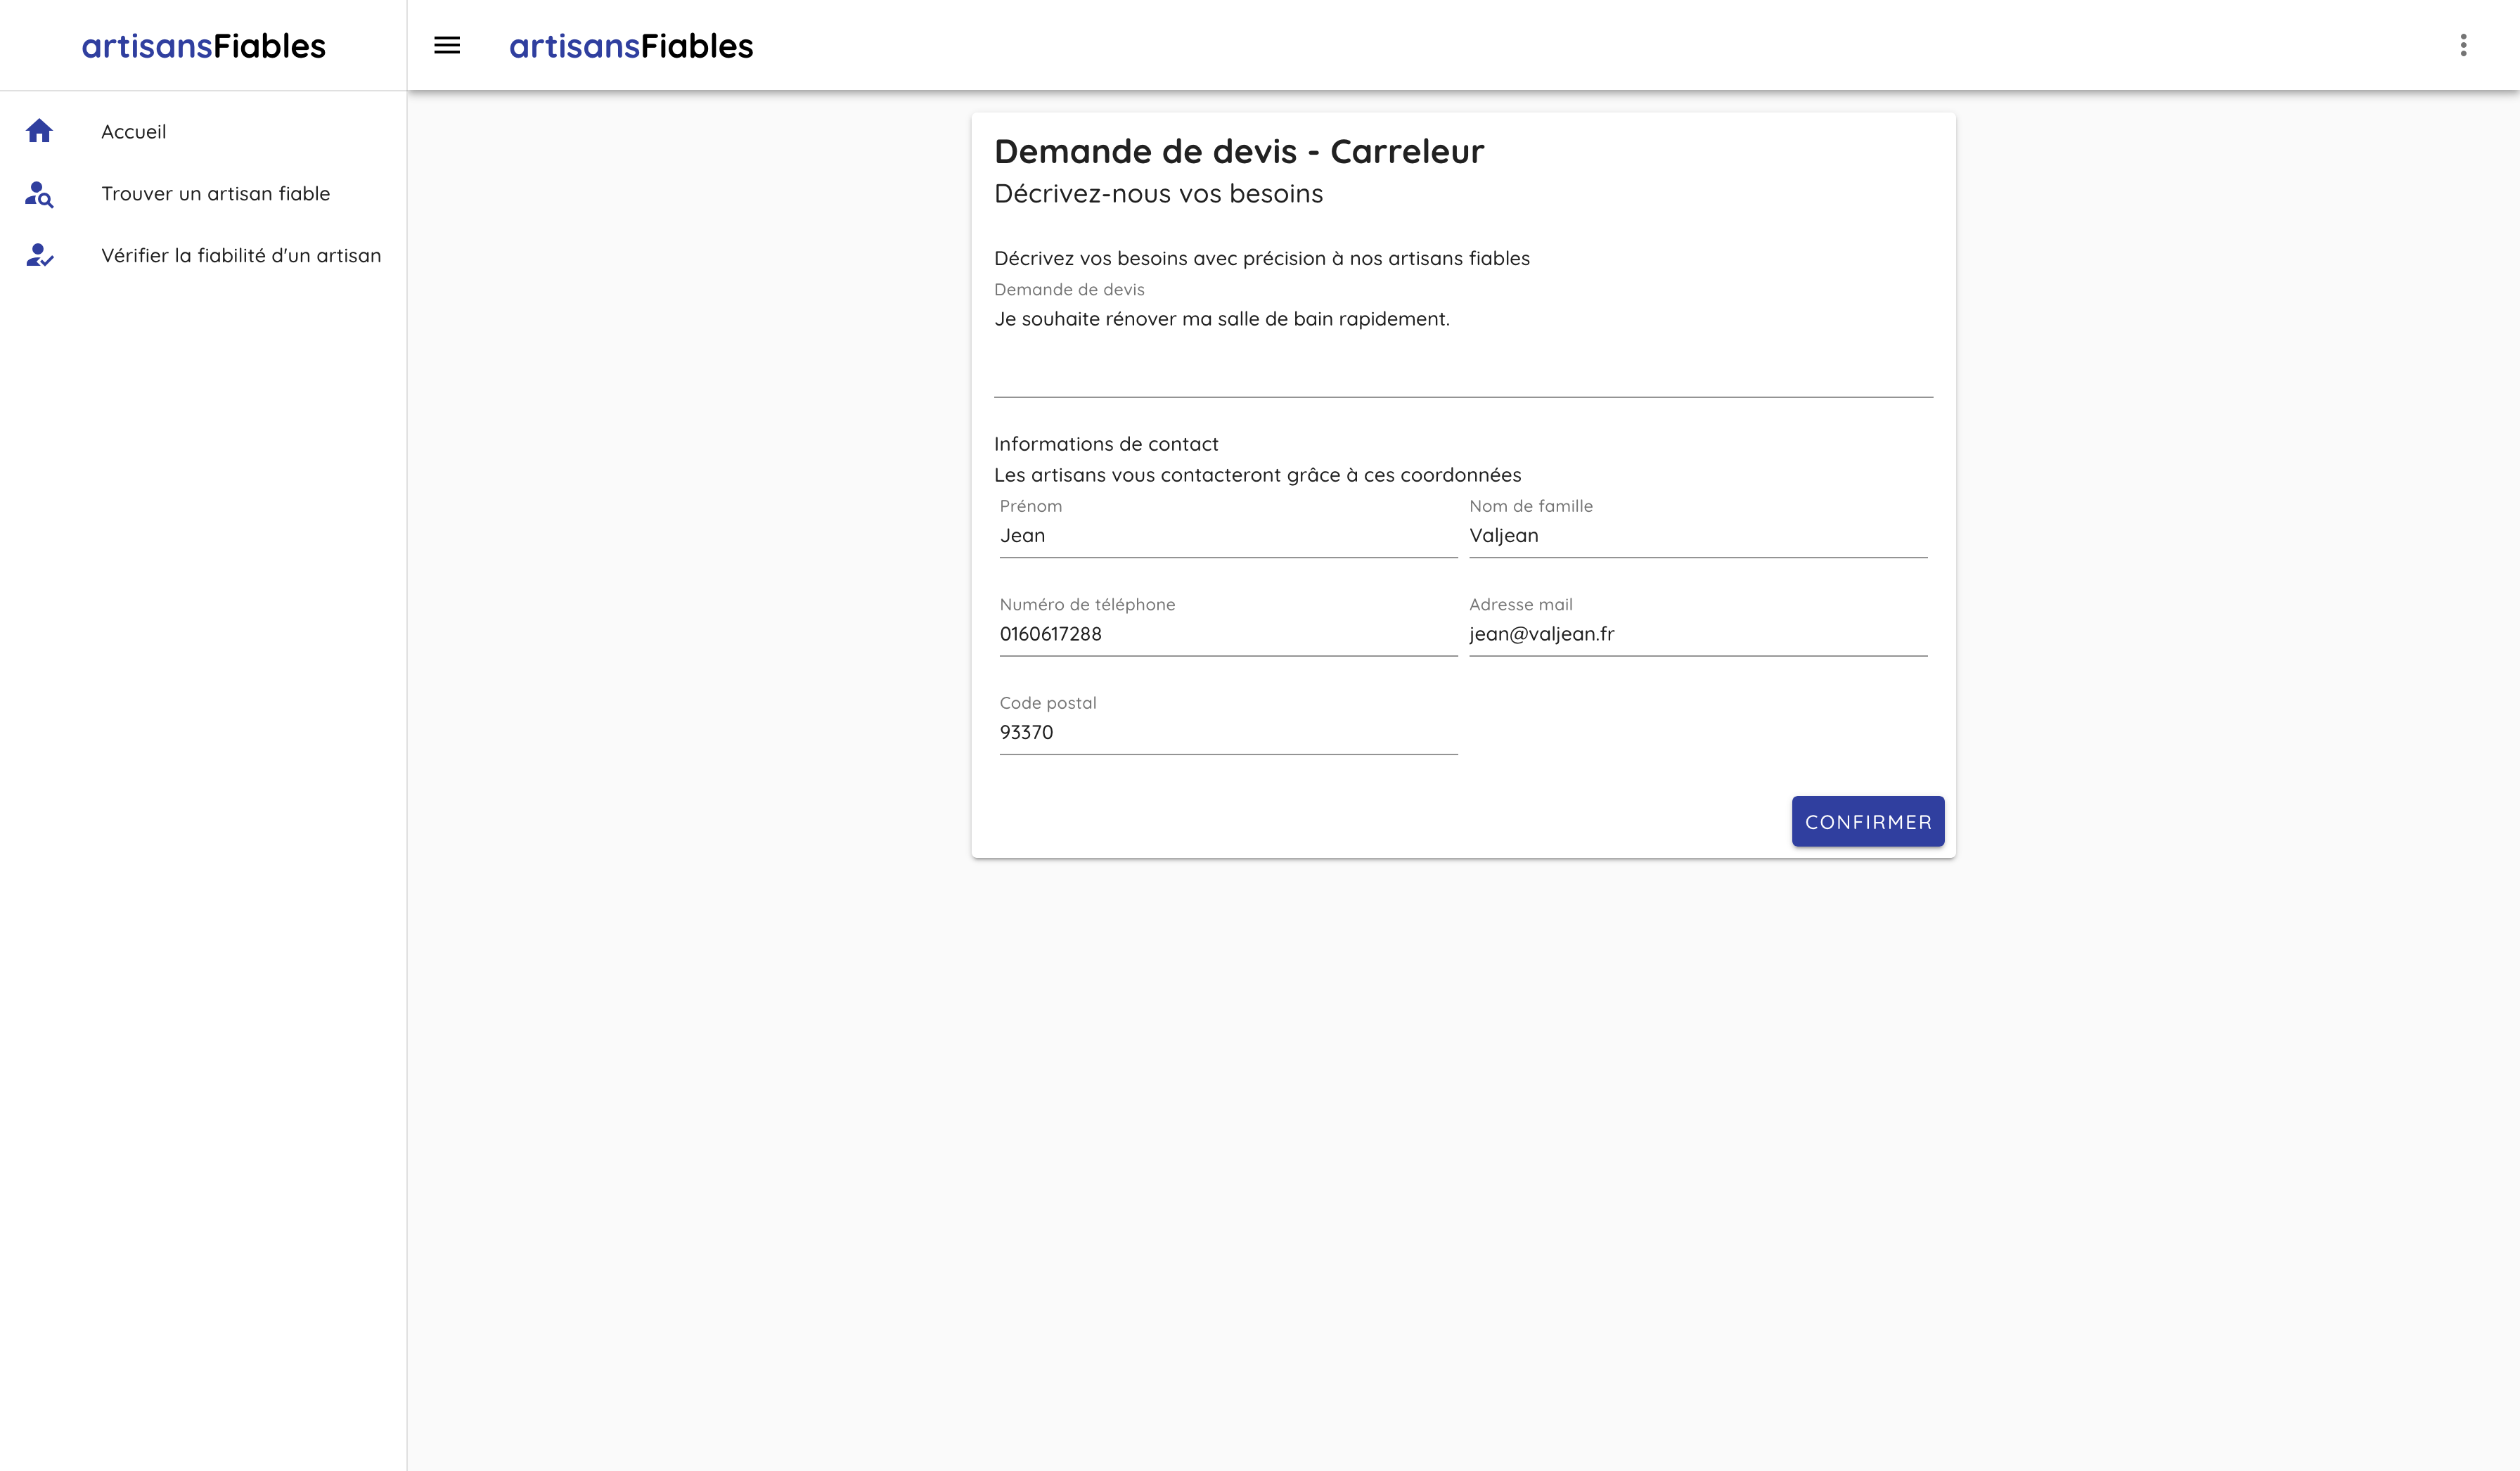 artisansFiables
artisansFiables
Accueil
Trouver un artisan fiable
Vérifier la fiabilité d'un artisan
Demande de devis - Carreleur
Décrivez-nous vos besoins
Décrivez vos besoins avec précision à nos artisans fiables
Demande de devis
Je souhaite rénover ma salle de bain rapidement.
Informations de contact
Les artisans vous contacteront grâce à ces coordonnées
Prénom
Jean
Nom de famille
Valjean
Numéro de téléphone
0160617288
Adresse mail
jean@valjean.fr
Code postal
93370
CONFIRMER